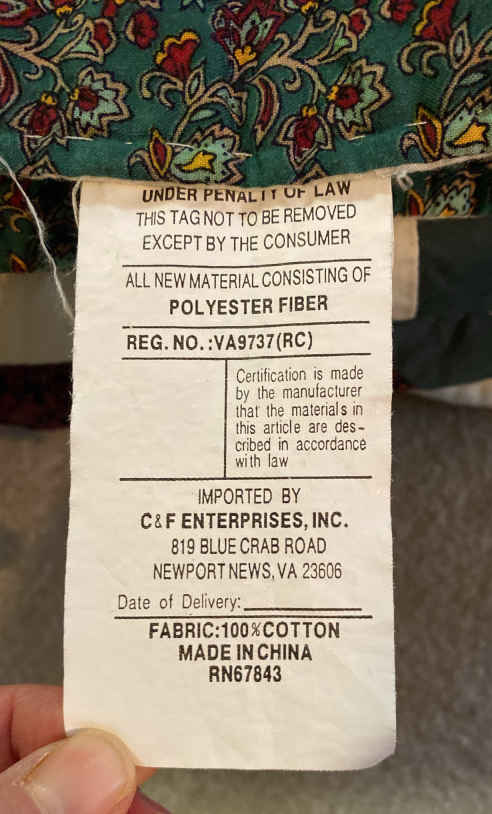 UNDER PENALTY OF LAW
THIS TAG NOT TO BE REMOVED
EXCEPT BY THE CONSUMER
ALL NEW MATERIAL CONSISTING OF
POLYESTER FIBER
REG. NO.:VA9737(RC)
Certification is made
by the manufacturer
that the materials in
this article are des-
cribed in accordance
with law
IMPORTED BY
C&F ENTERPRISES, INC.
819 BLUE CRAB ROAD
NEWPORT NEWS, VA 23606
Date of Delivery:
FABRIC:100%COTTON
MADE IN CHINA
RN67843